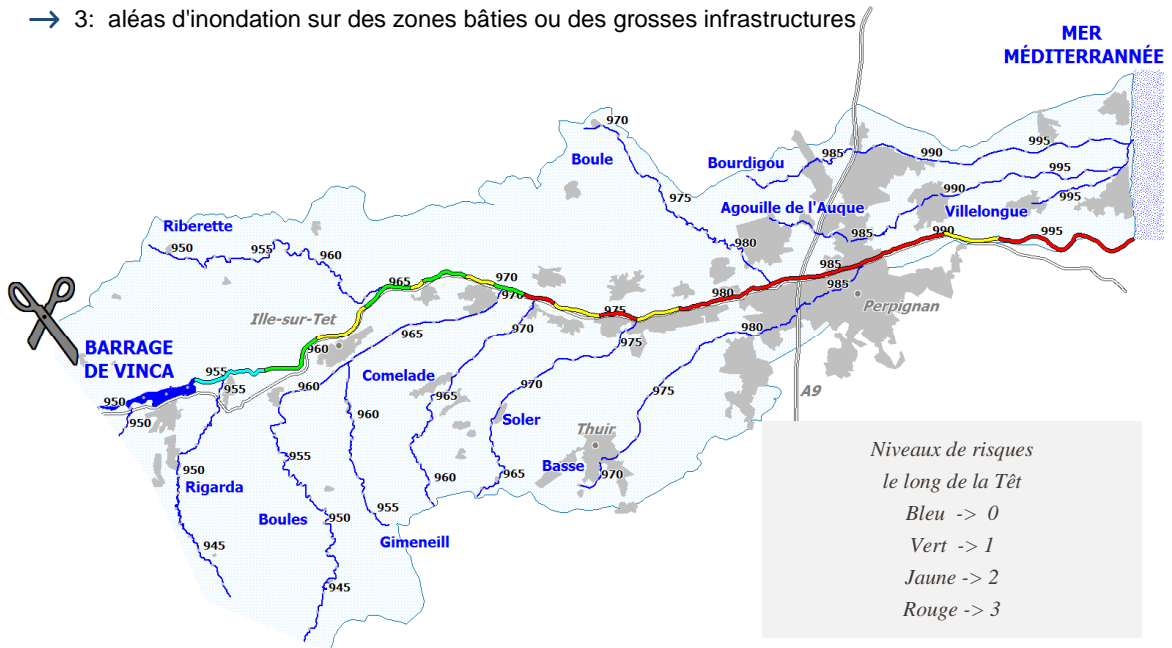 → 3: aléas d'inondation sur des zones bâties ou des grosses infrastructures
MER
MÉDITERRANNÉE
970
Boule
Bourdigou
985
990
995
975
Agouille de l'Auque
990
995
Villelongue
995
Riberette
950
955
960
980
985
990
995
965
970
985
970
980
975
985
Perpignan
Ille-sur-Tet
965
970
980
975
BARRAGE
DE VINCA
955
960
955
960
Comelade
970
975
A9
950
950
965
960
Soler
Thuir
955
950
Basse
970
Rigarda
960
965
Boules
950
955
Gimeneill
945
945
Niveaux de risques
le long de la Têt
Bleu -> 0
Vert -> 1
Jaune -> 2
Rouge -> 3